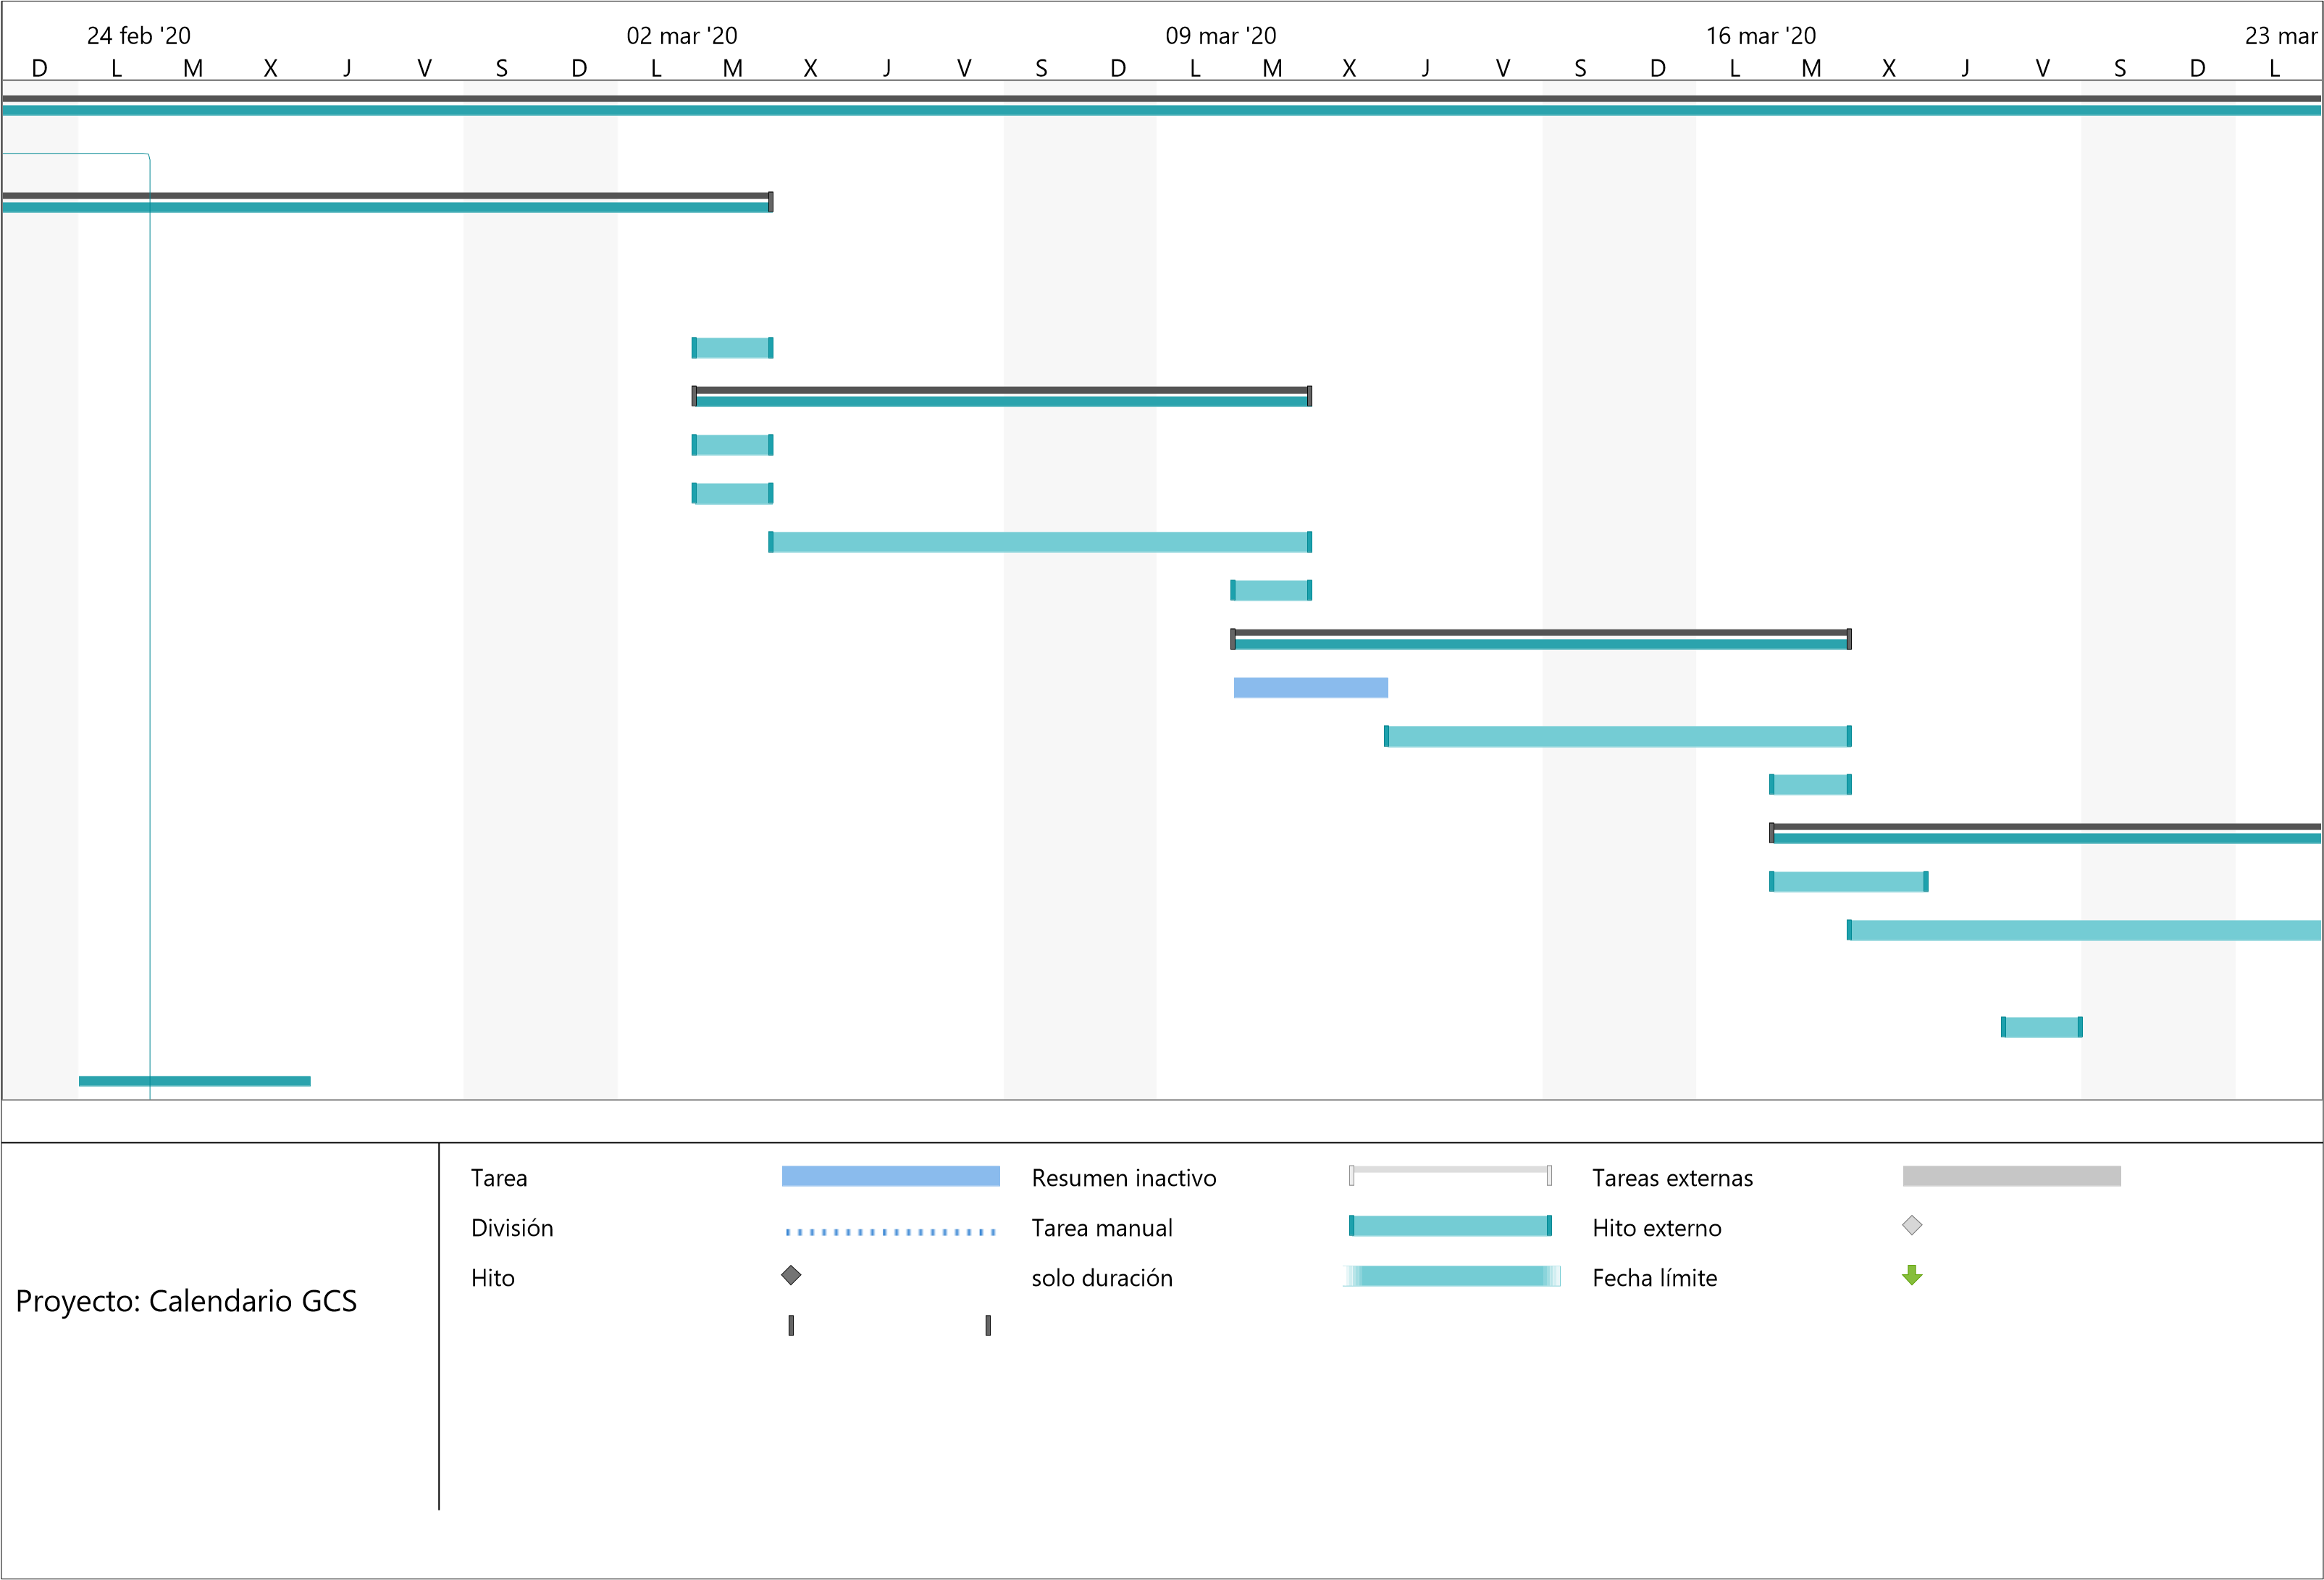 24 feb '20 02 mar '20 09 mar '20 16 mar '20 23 mar
D L M X J V S D L M X J V S D L M X J V S D L M X J V S D L
Tarea Resumen inactivo Tareas externas
División Tarea manual Hito externo
Hito solo duración Fecha límite
Proyecto: Calendario GCS